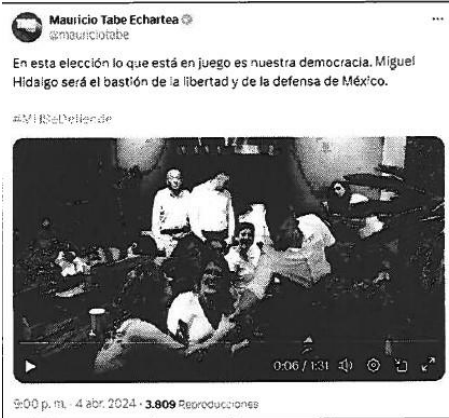 Mauricio Tabe Echartea
@mauriciotabe
En esta elección lo que está en juego es nuestra democracia. Miguel
Hidalgo será el bastión de la libertad y de la defensa de México.
#MHSeDefiende
0:06 / 1:31
9:00 p. m. · 4 abr. 2024 · 3.809 Reproducciones